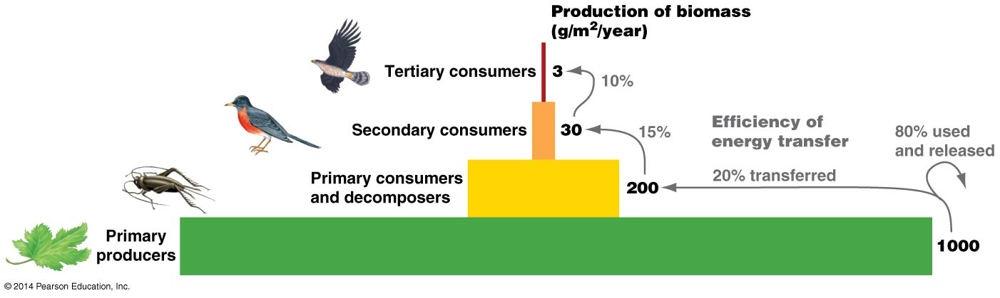 Production of biomass
(g/m²/year)
Tertiary consumers 3
10%
Secondary consumers 30
15%
Efficiency of
energy transfer
80% used
and released
Primary consumers
and decomposers
200
20% transferred
Primary
producers
1000
© 2014 Pearson Education, Inc.